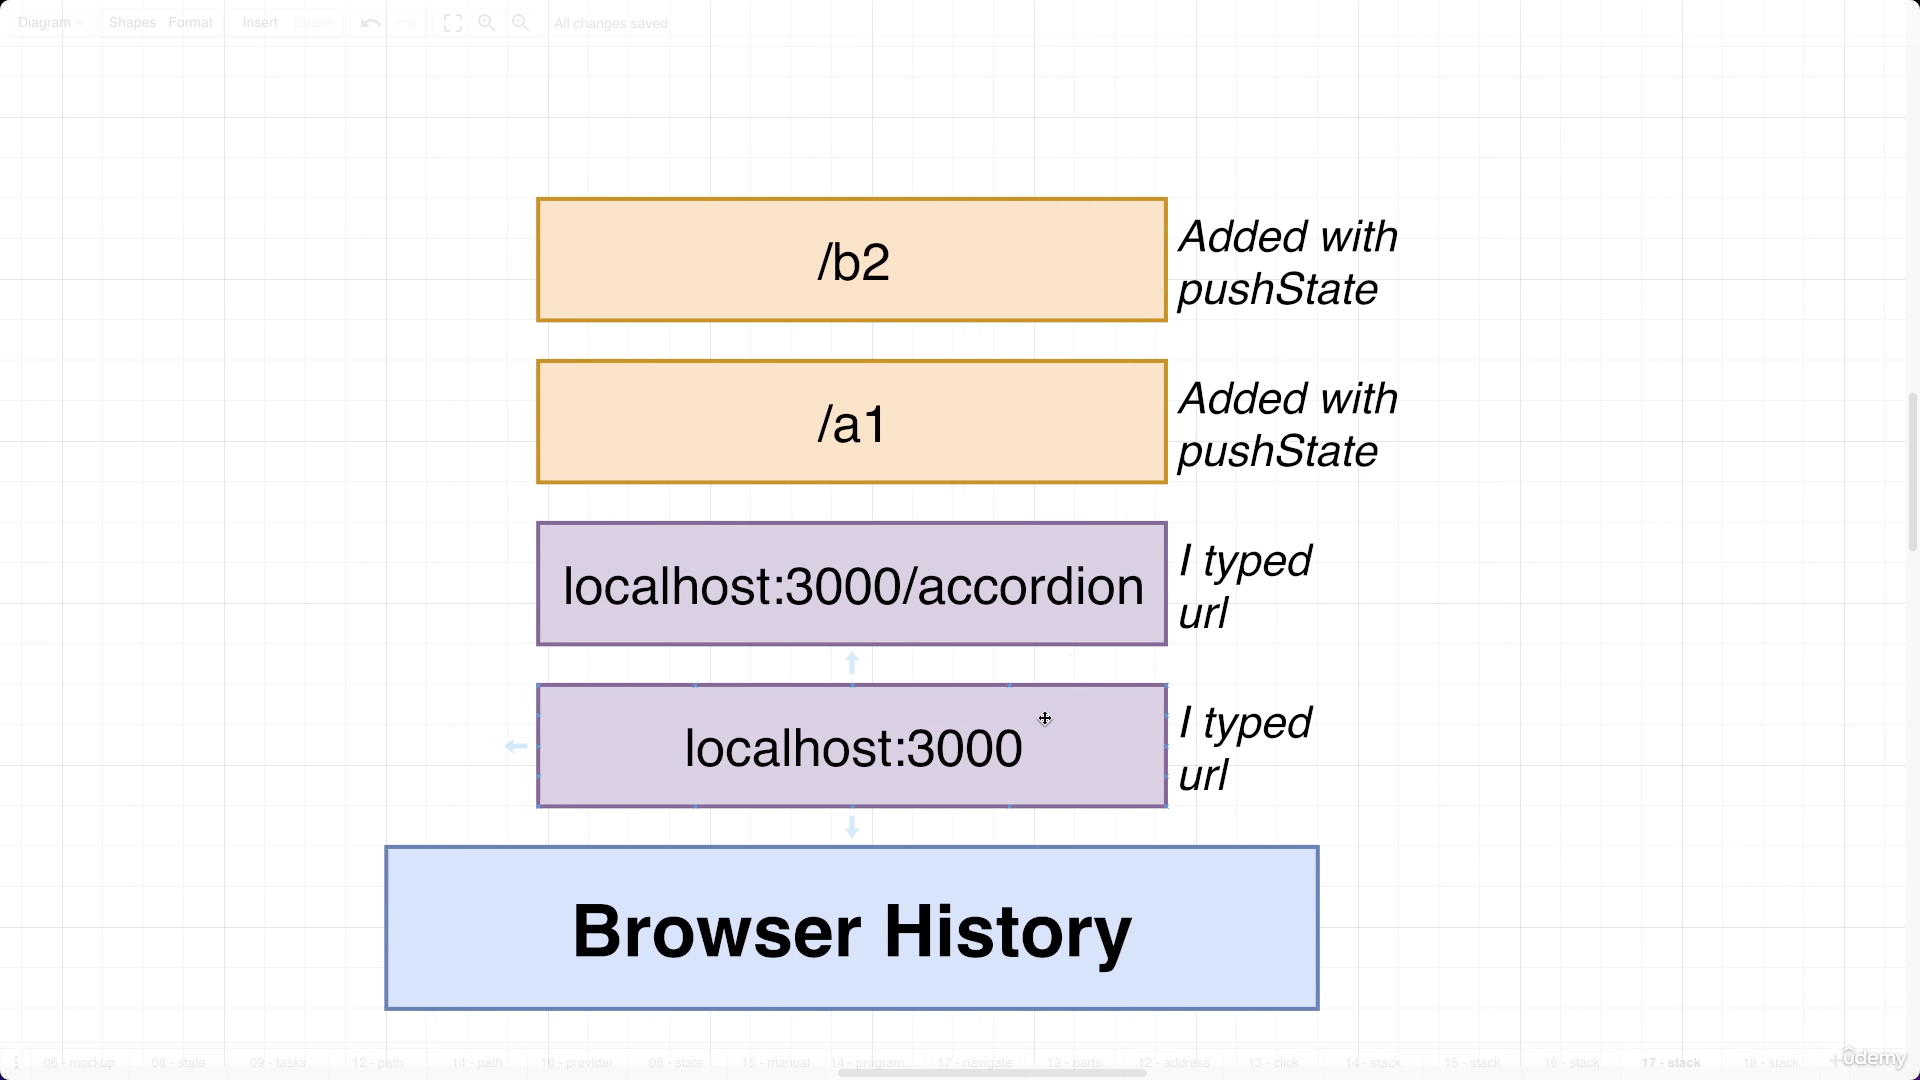 Diagram Shapes Format Insert Delete All changes saved
/b2
Added with
pushState
/a1
Added with
pushState
localhost:3000/accordion
I typed
url
localhost:3000
I typed
url
Browser History
06 - mockup 08 - state 09 - tasks 12 - path 14 - path 16 - provider 08 - state 15 - manual 14 - program... 17 - navigate 12 - parts 12 - address 13 - click 14 - stack 15 - stack 16 - stack 17 - stack 18 - stack
ûdemy